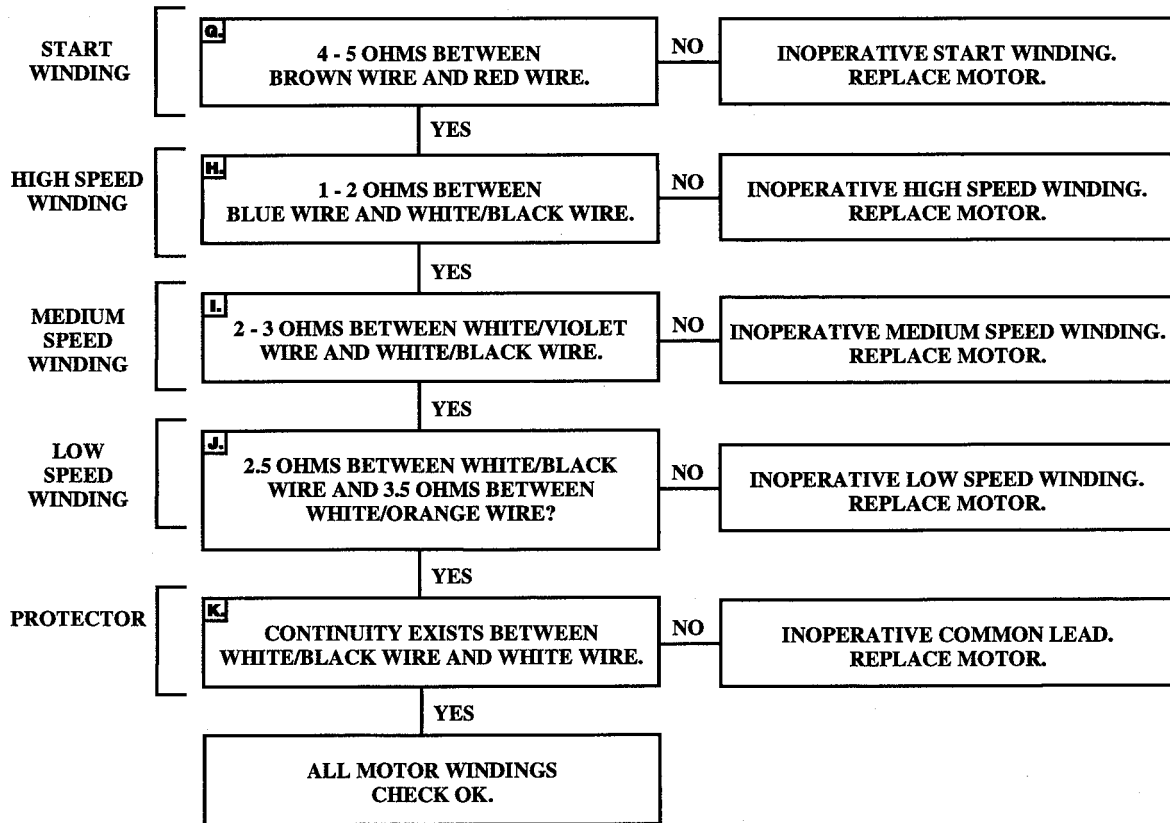 START
WINDING
G.
4 - 5 OHMS BETWEEN
BROWN WIRE AND RED WIRE.
NO
INOPERATIVE START WINDING.
REPLACE MOTOR.
YES
HIGH SPEED
WINDING
H.
1 - 2 OHMS BETWEEN
BLUE WIRE AND WHITE/BLACK WIRE.
NO
INOPERATIVE HIGH SPEED WINDING.
REPLACE MOTOR.
YES
MEDIUM
SPEED
WINDING
I.
2 - 3 OHMS BETWEEN WHITE/VIOLET
WIRE AND WHITE/BLACK WIRE.
NO
INOPERATIVE MEDIUM SPEED WINDING.
REPLACE MOTOR.
YES
LOW
SPEED
WINDING
J.
2.5 OHMS BETWEEN WHITE/BLACK
WIRE AND 3.5 OHMS BETWEEN
WHITE/ORANGE WIRE?
NO
INOPERATIVE LOW SPEED WINDING.
REPLACE MOTOR.
YES
PROTECTOR
K.
CONTINUITY EXISTS BETWEEN
WHITE/BLACK WIRE AND WHITE WIRE.
NO
INOPERATIVE COMMON LEAD.
REPLACE MOTOR.
YES
ALL MOTOR WINDINGS
CHECK OK.